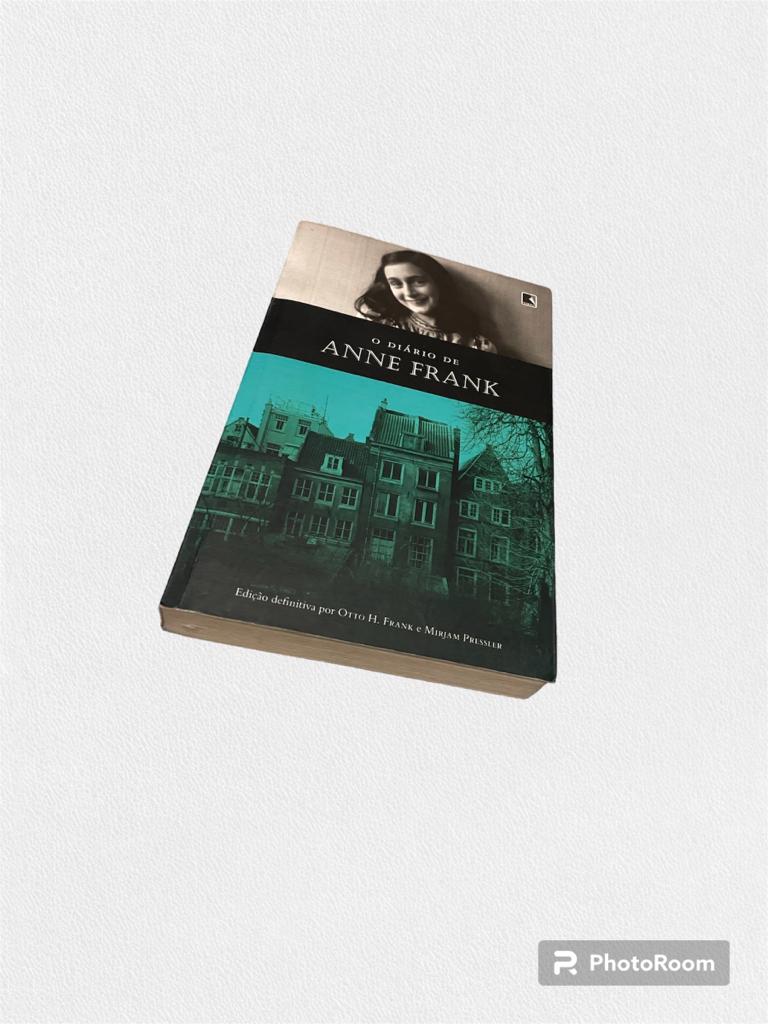 O DIÁRIO DE
ANNE FRANK
Edição definitiva por OTTO H. FRANK e MIRJAM PRESSLER
PhotoRoom